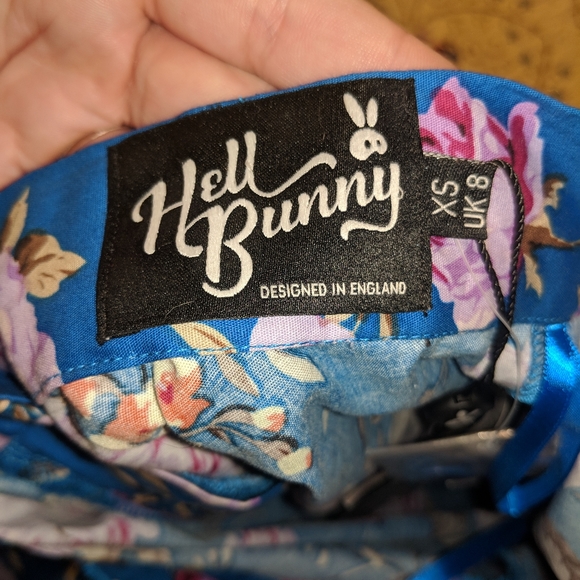 Hell
Bunny
DESIGNED IN ENGLAND
XS
UK 8